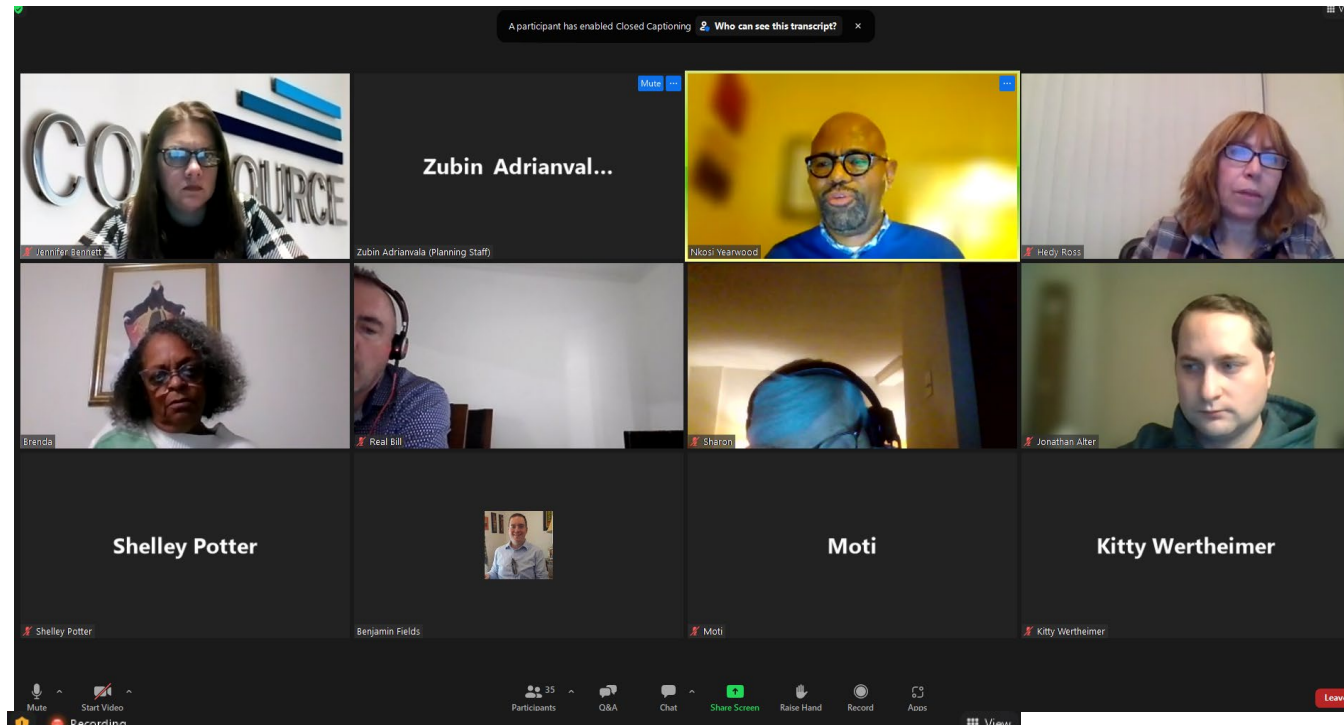 A participant has enabled Closed Captioning Who can see this transcript? ×
Mute ···
···
Zubin Adrianval...
Jennifer Bennett
Zubin Adrianvala (Planning Staff)
Nkosi Yearwood
Hedy Ross
Brenda
Real Bill
Sharon
Jonathan Alter
Shelley Potter
Moti
Kitty Wertheimer
Shelley Potter
Benjamin Fields
Moti
Kitty Wertheimer
35
Mute
Start Video
Participants
Q&A
Chat
Share Screen
Raise Hand
Record
Apps
Leave
Recording
View